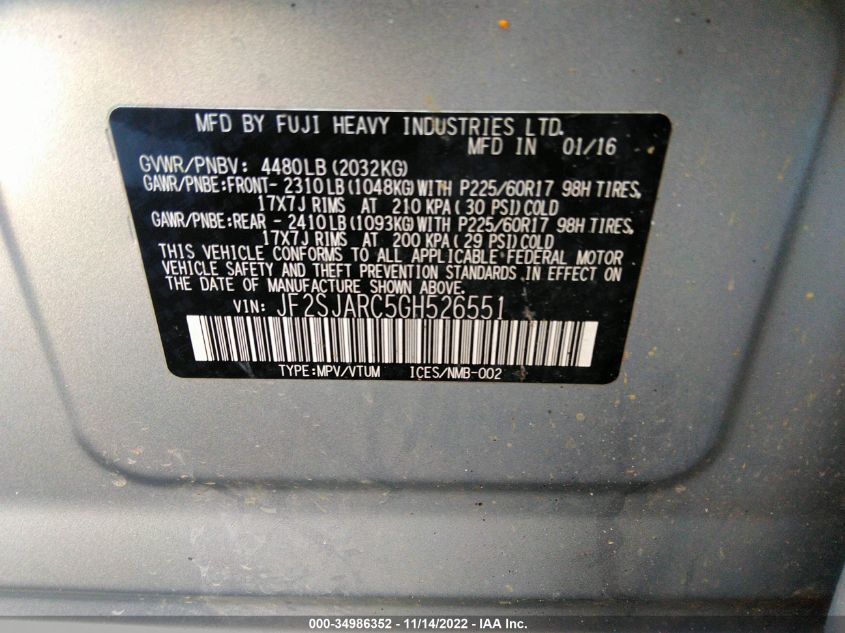 MFD BY FUJI HEAVY INDUSTRIES LTD.
MFD IN 01/16
GVWR/PNBV: 4480LB (2032KG)
GAWR/PNBE:FRONT- 2310LB (1048KG) WITH P225/60R17 98H TIRES,
17X7J RIMS AT 210 KPA ( 30 PSI) COLD
GAWR/PNBE:REAR - 2410LB (1093KG) WITH P225/60R17 98H TIRES,
17X7J RIMS AT 200 KPA ( 29 PSI) COLD
THIS VEHICLE CONFORMS TO ALL APPLICABLE FEDERAL MOTOR
VEHICLE SAFETY AND THEFT PREVENTION STANDARDS IN EFFECT ON
THE DATE OF MANUFACTURE SHOWN ABOVE.
VIN: JF2SJARC5GH526551
TYPE:MPV/VTUM ICES/NMB-002
000-34986352 - 11/14/2022 - IAA Inc.